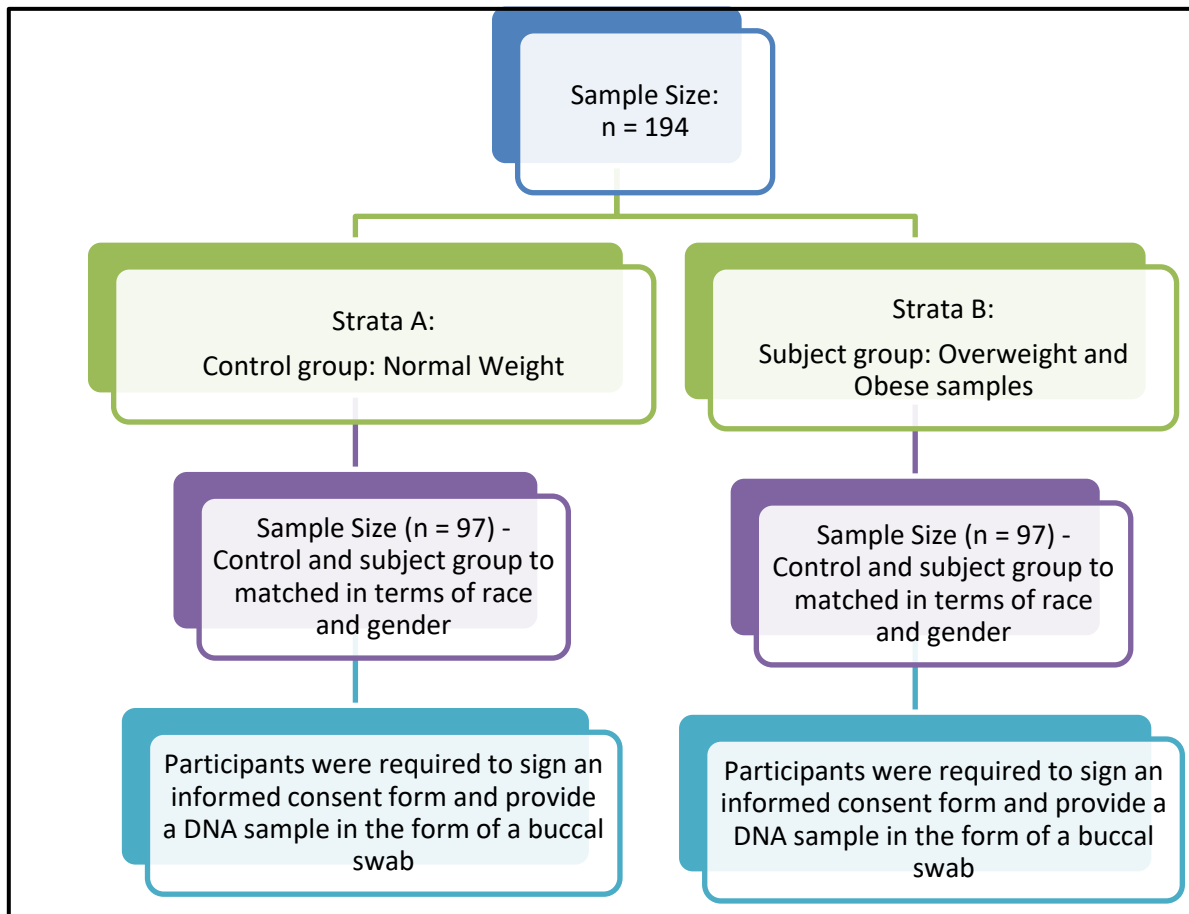 Sample Size:
n = 194
Strata A:
Control group: Normal Weight
Strata B:
Subject group: Overweight and
Obese samples
Sample Size (n = 97) -
Control and subject group to
matched in terms of race
and gender
Sample Size (n = 97) -
Control and subject group to
matched in terms of race
and gender
Participants were required to sign an
informed consent form and provide
a DNA sample in the form of a buccal
swab
Participants were required to sign an
informed consent form and provide a
DNA sample in the form of a buccal
swab